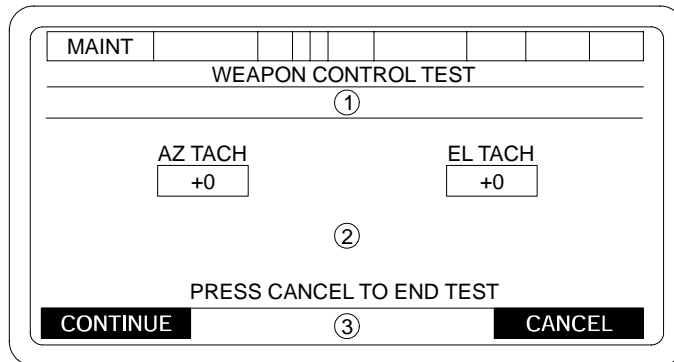 MAINT
WEAPON CONTROL TEST
1
AZ TACH EL TACH
+0 +0
2
PRESS CANCEL TO END TEST
CONTINUE 3 CANCEL